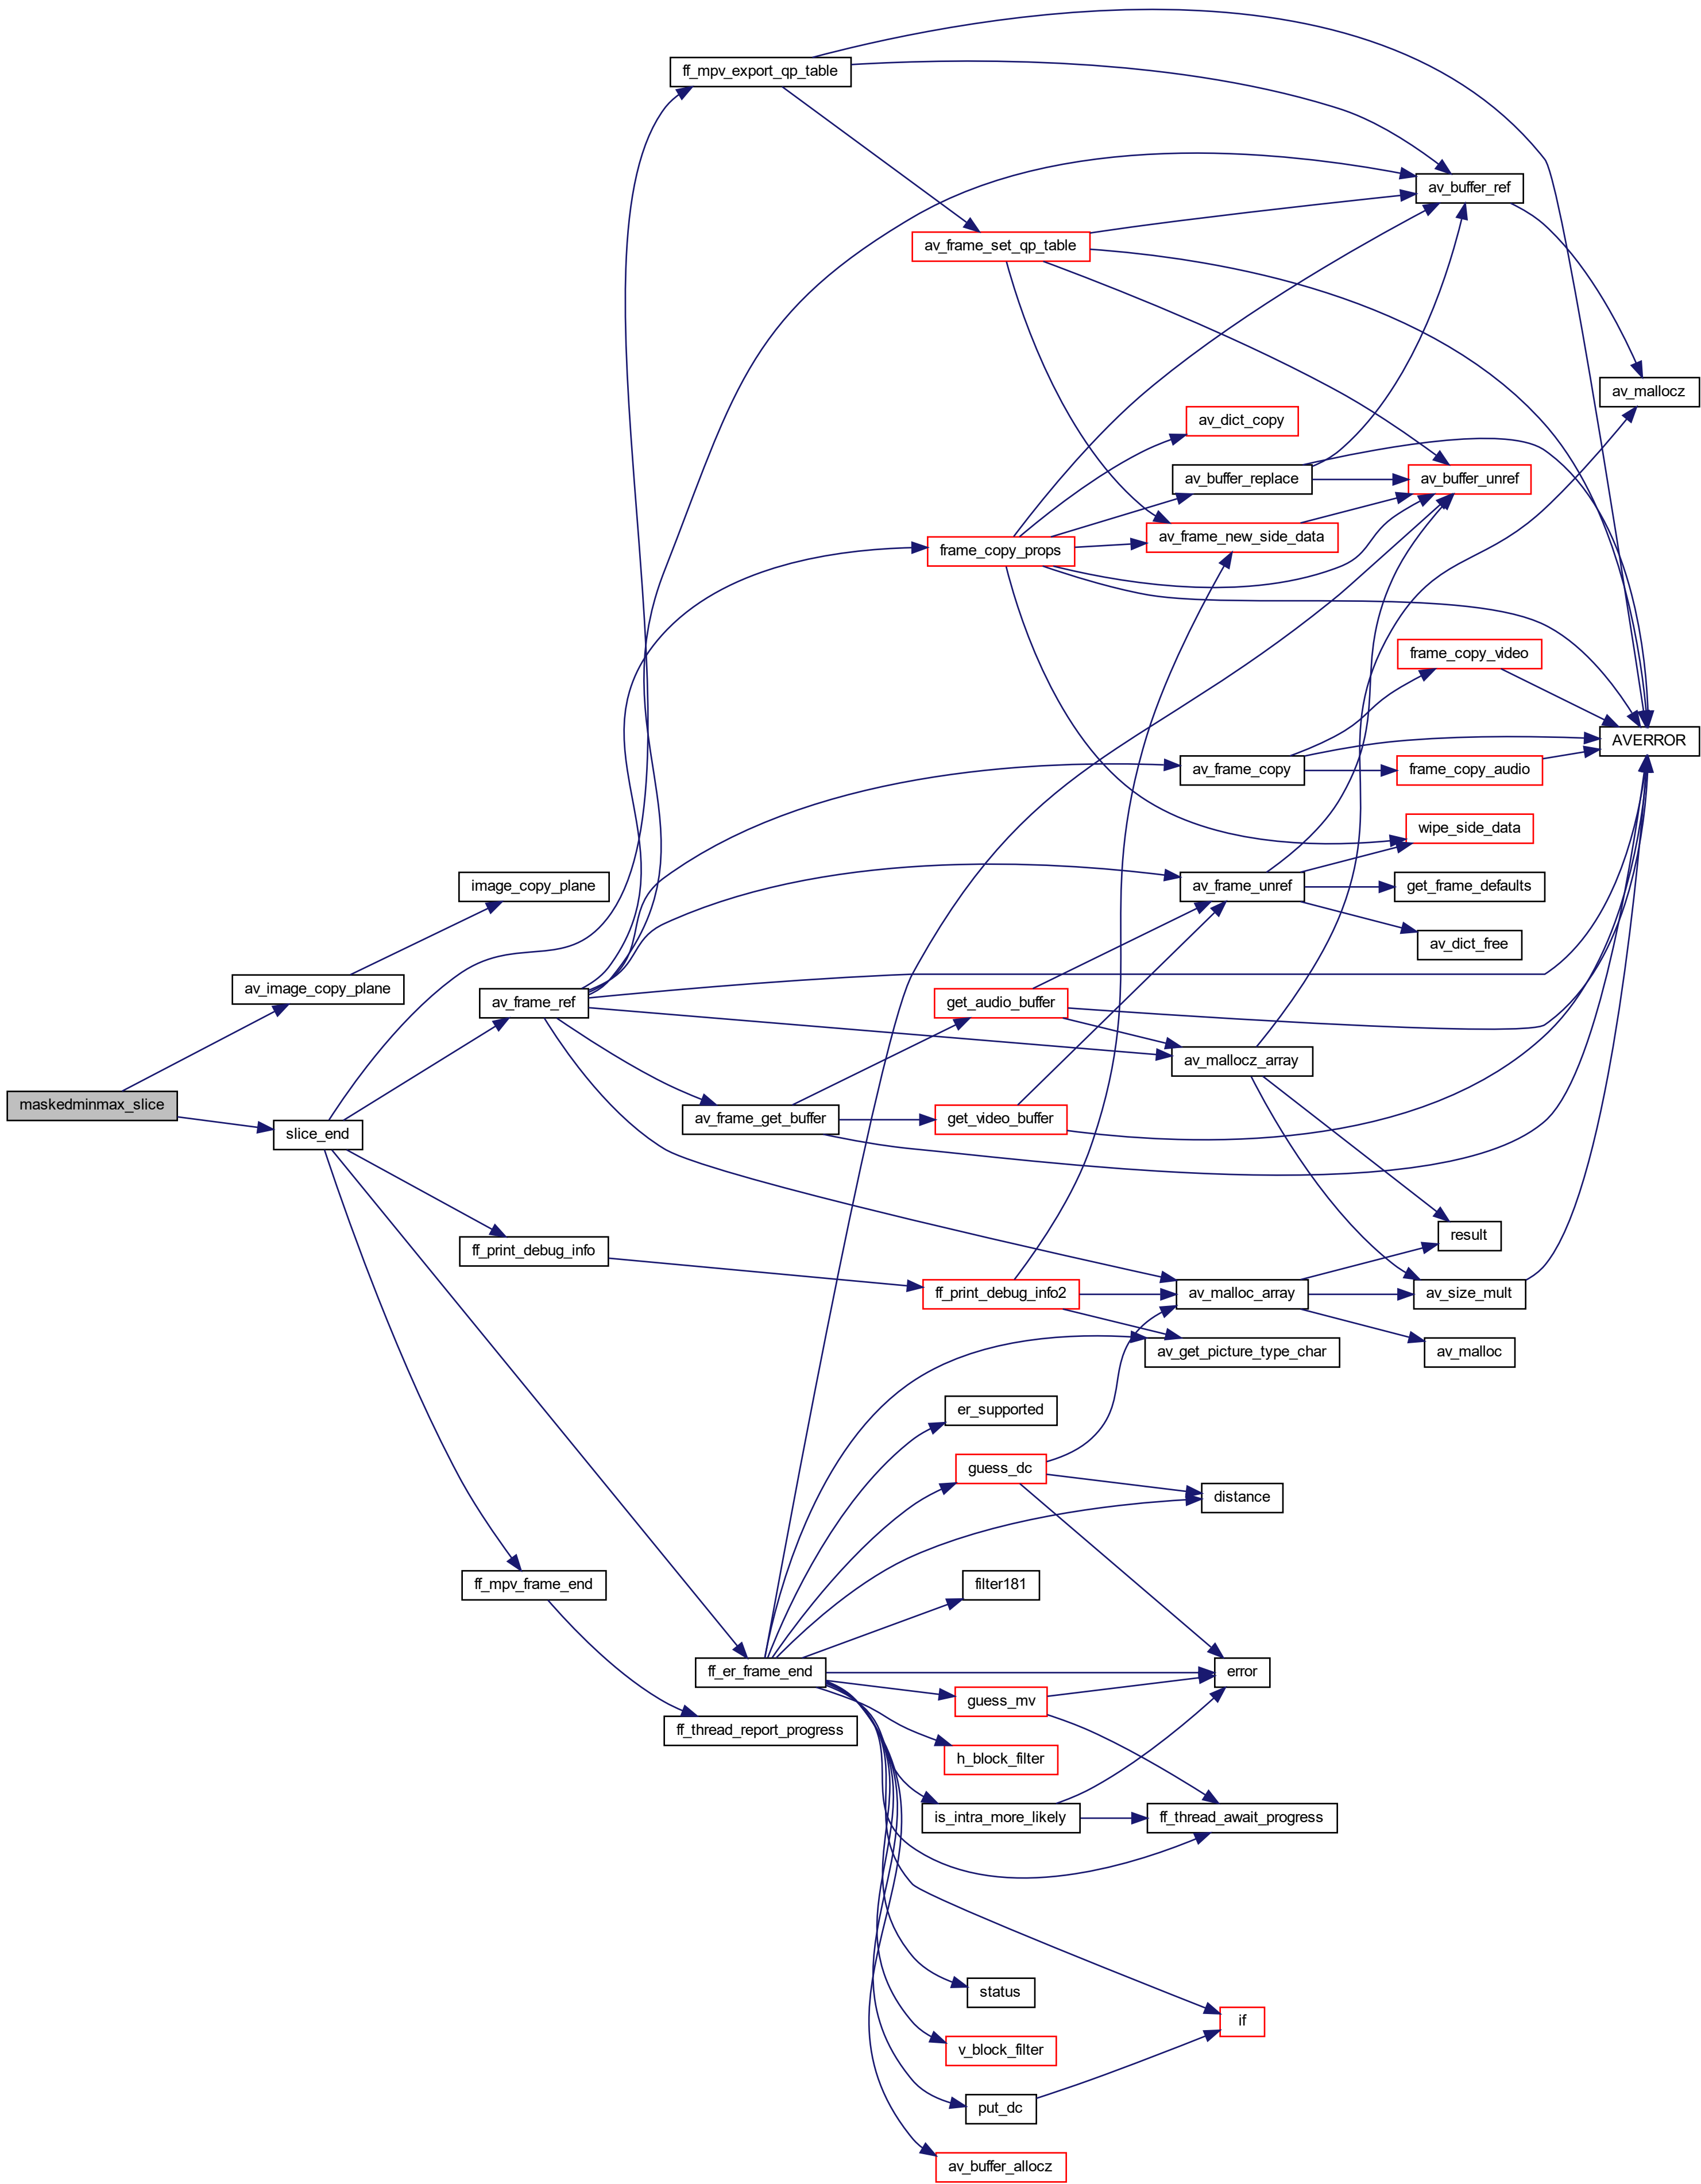 ff_mpv_export_qp_table
av_buffer_ref
av_frame_set_qp_table
av_mallocz
av_dict_copy
av_buffer_replace
av_buffer_unref
av_frame_new_side_data
frame_copy_props
frame_copy_video
AVERROR
av_frame_copy
frame_copy_audio
wipe_side_data
image_copy_plane
av_frame_unref
get_frame_defaults
av_dict_free
av_image_copy_plane
av_frame_ref
get_audio_buffer
av_mallocz_array
maskedminmax_slice
av_frame_get_buffer
get_video_buffer
slice_end
result
ff_print_debug_info
ff_print_debug_info2
av_malloc_array
av_size_mult
av_get_picture_type_char
av_malloc
er_supported
guess_dc
distance
ff_mpv_frame_end
filter181
ff_er_frame_end
error
guess_mv
ff_thread_report_progress
h_block_filter
is_intra_more_likely
ff_thread_await_progress
status
if
v_block_filter
put_dc
av_buffer_allocz